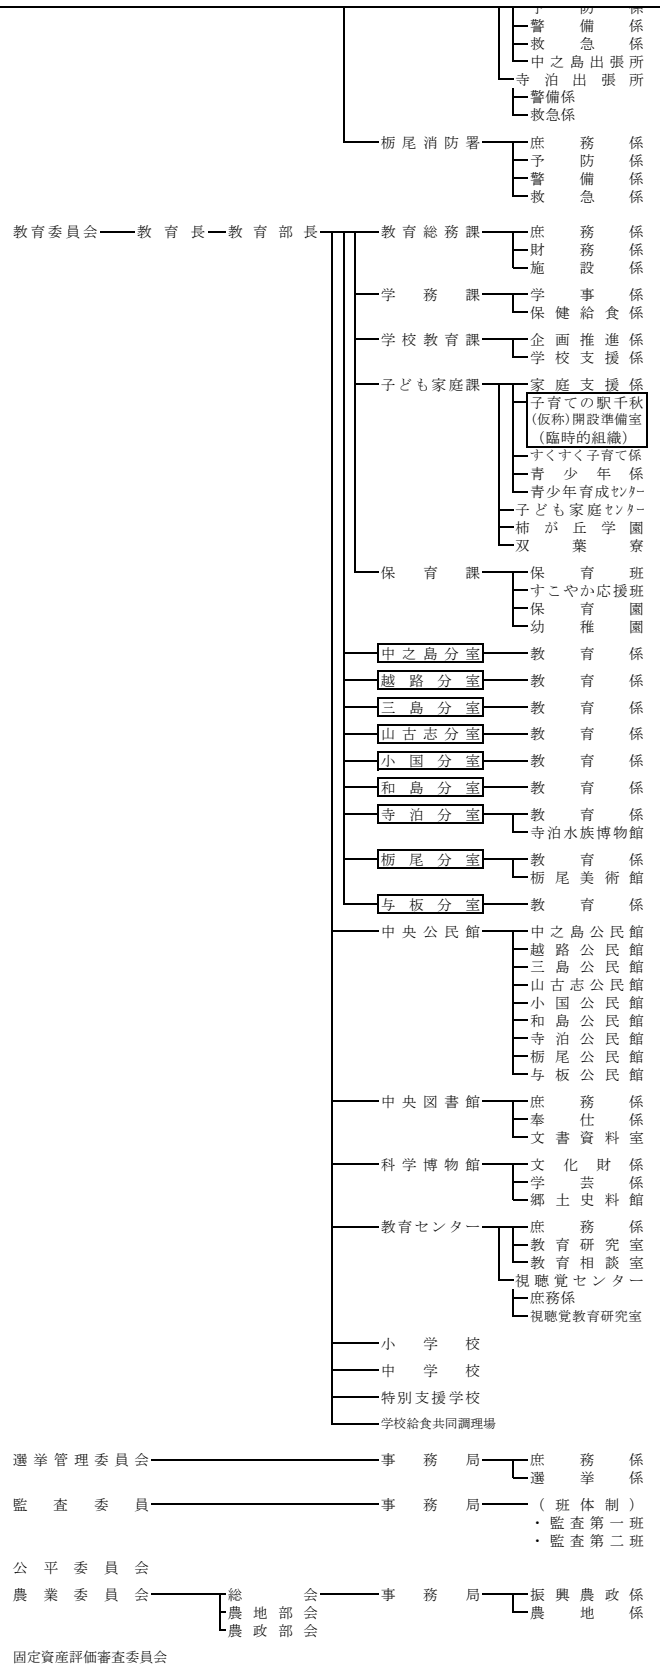 予防係
警備係
救急係
中之島出張所
寺泊出張所
警備係
救急係
栃尾消防署 庶務係
予防係
警備係
救急係
教育委員会 教育長 教育部長 教育総務課 庶務係
財務係
施設係
学務課 学事係
保健給食係
学校教育課 企画推進係
学校支援係
子ども家庭課 家庭支援係
子育ての駅千秋
(仮称)開設準備室
(臨時的組織)
すくすく子育て係
青少年係
青少年育成センター
子ども家庭センター
柿が丘学園
双葉寮
保育課 保育班
すこやか応援班
保育園
幼稚園
中之島分室 教育係
越路分室 教育係
三島分室 教育係
山古志分室 教育係
小国分室 教育係
和島分室 教育係
寺泊分室 教育係
寺泊水族博物館
栃尾分室 教育係
栃尾美術館
与板分室 教育係
中央公民館 中之島公民館
越路公民館
三島公民館
山古志公民館
小国公民館
和島公民館
寺泊公民館
栃尾公民館
与板公民館
中央図書館 庶務係
奉仕係
文書資料室
科学博物館 文化財係
学芸係
郷土史料館
教育センター 庶務係
教育研究室
教育相談室
視聴覚センター
庶務係
視聴覚教育研究室
小学校
中学校
特別支援学校
学校給食共同調理場
選挙管理委員会 事務局 庶務係
選挙係
監査委員 事務局 (班体制)
・監査第一班
・監査第二班
公平委員会
農業委員会 総会 事務局 振興農政係
農地部会 農地係
農政部会
固定資産評価審査委員会